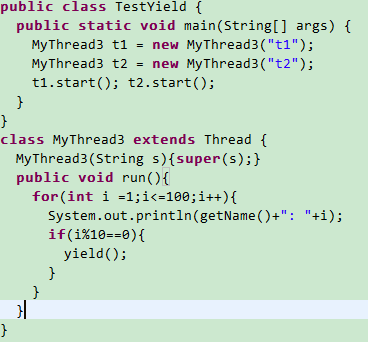 public class TestYield {
  public static void main(String[] args) {
    MyThread3 t1 = new MyThread3("t1");
    MyThread3 t2 = new MyThread3("t2");
    t1.start(); t2.start();
  }
}
class MyThread3 extends Thread {
  MyThread3(String s){super(s);}
  public void run(){
    for(int i =1;i<=100;i++){
      System.out.println(getName()+": "+i);
      if(i%10==0){
        yield();
      }
    }
  }
}